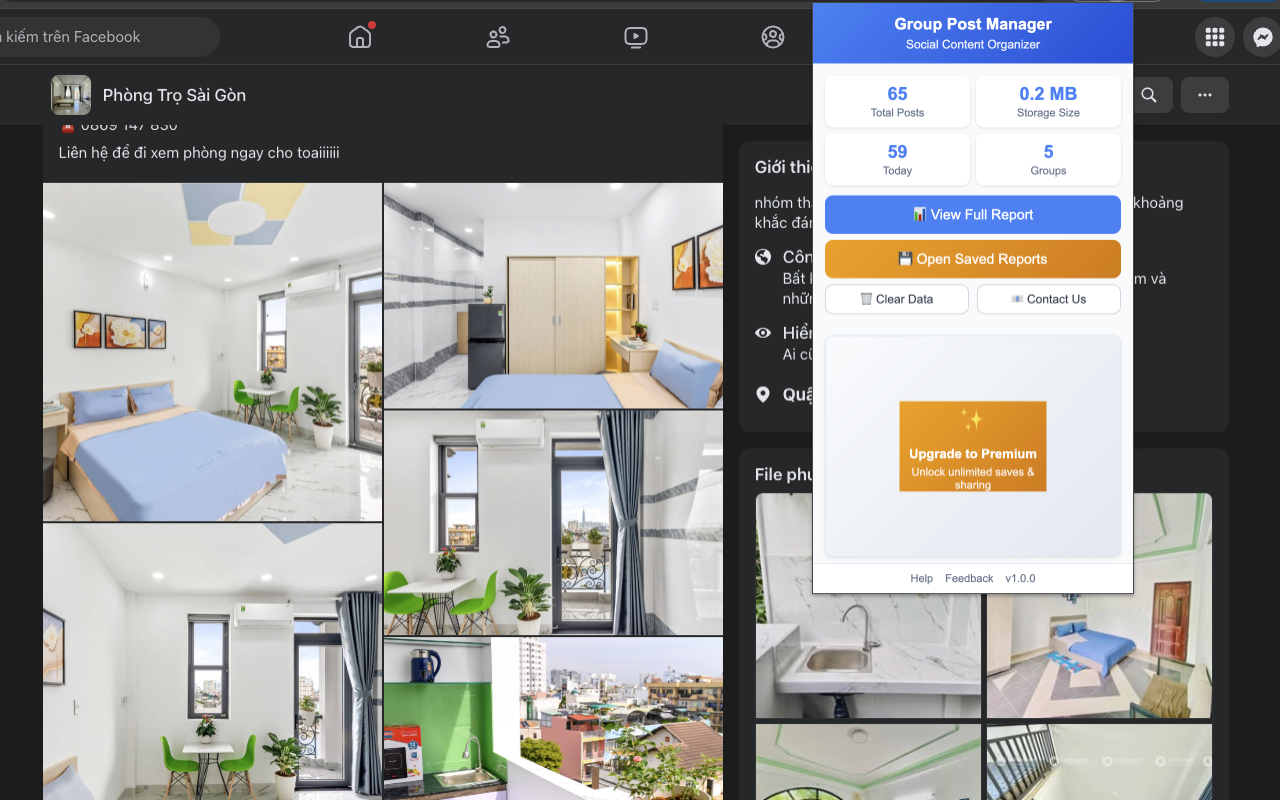 kiếm trên Facebook
Phòng Trọ Sài Gòn
0869 147 830
Liên hệ để đi xem phòng ngay cho toaiiiiii
Group Post Manager
Social Content Organizer
65
Total Posts
0.2 MB
Storage Size
59
Today
5
Groups
📊 View Full Report
💾 Open Saved Reports
🗑️ Clear Data
📧 Contact Us
✨
Upgrade to Premium
Unlock unlimited saves &
sharing
Help Feedback v1.0.0
Giới thi
nhóm th
khoảng
khắc đá
Côn
Bất
m và
nhữ
Hiển
Ai cũ
Quậ
File phư